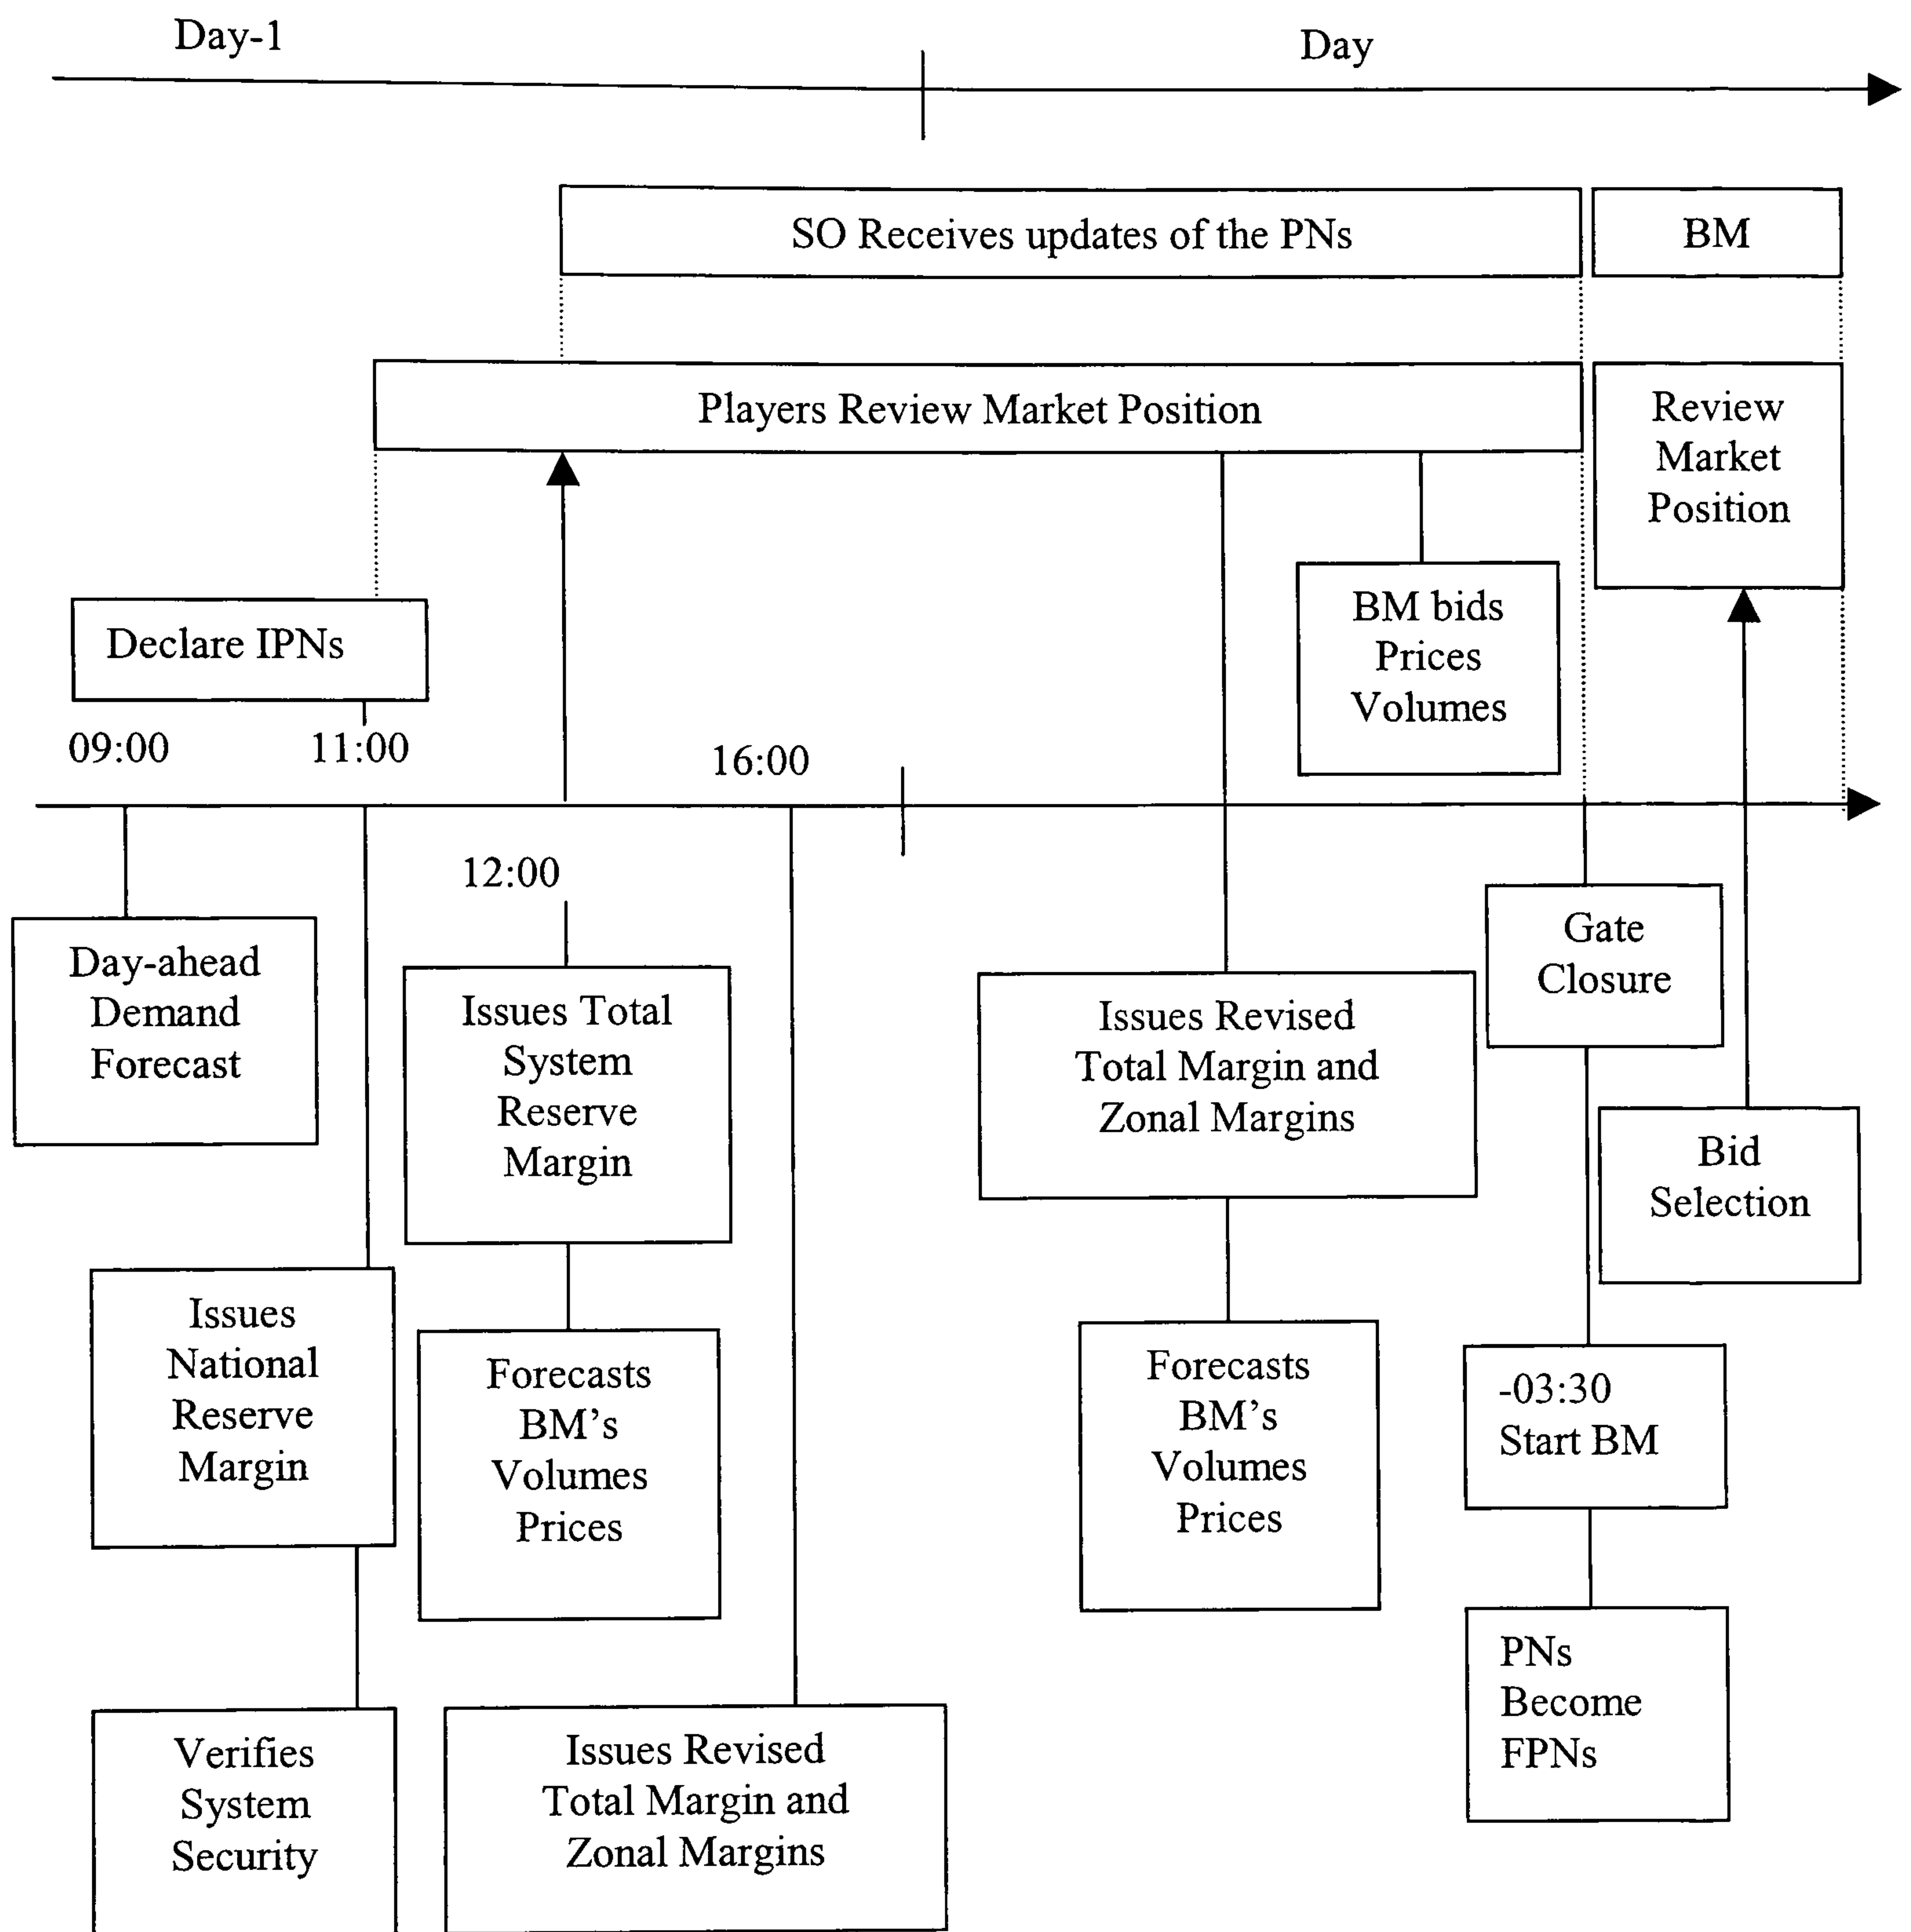 Day-1
Day
SO Receives updates of the PNs
BM
Players Review Market Position
Review
Market
Position
BM bids
Prices
Volumes
Declare IPNs
09:00
11:00
16:00
12:00
Day-ahead
Demand
Forecast
Issues Total
System
Reserve
Margin
Issues Revised
Total Margin and
Zonal Margins
Gate
Closure
Bid
Selection
Issues
National
Reserve
Margin
Forecasts
BM's
Volumes
Prices
Forecasts
BM's
Volumes
Prices
-03:30
Start BM
PNs
Become
FPNs
Verifies
System
Security
Issues Revised
Total Margin and
Zonal Margins